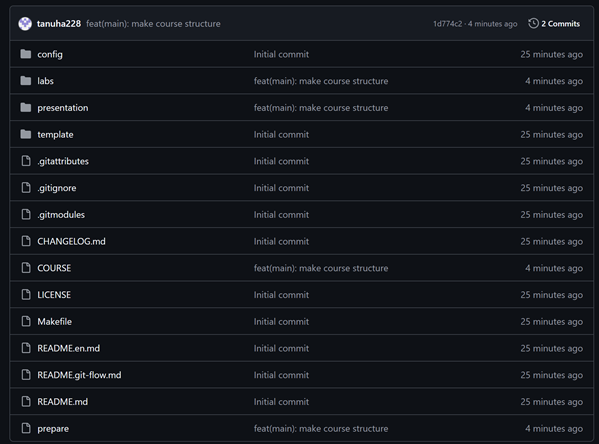 tanuha228 feat(main): make course structure 1d774c2 · 4 minutes ago 2 Commits
config Initial commit 25 minutes ago
labs feat(main): make course structure 4 minutes ago
presentation feat(main): make course structure 4 minutes ago
template Initial commit 25 minutes ago
.gitattributes Initial commit 25 minutes ago
.gitignore Initial commit 25 minutes ago
.gitmodules Initial commit 25 minutes ago
CHANGELOG.md Initial commit 25 minutes ago
COURSE feat(main): make course structure 4 minutes ago
LICENSE Initial commit 25 minutes ago
Makefile Initial commit 25 minutes ago
README.en.md Initial commit 25 minutes ago
README.git-flow.md Initial commit 25 minutes ago
README.md Initial commit 25 minutes ago
prepare feat(main): make course structure 4 minutes ago